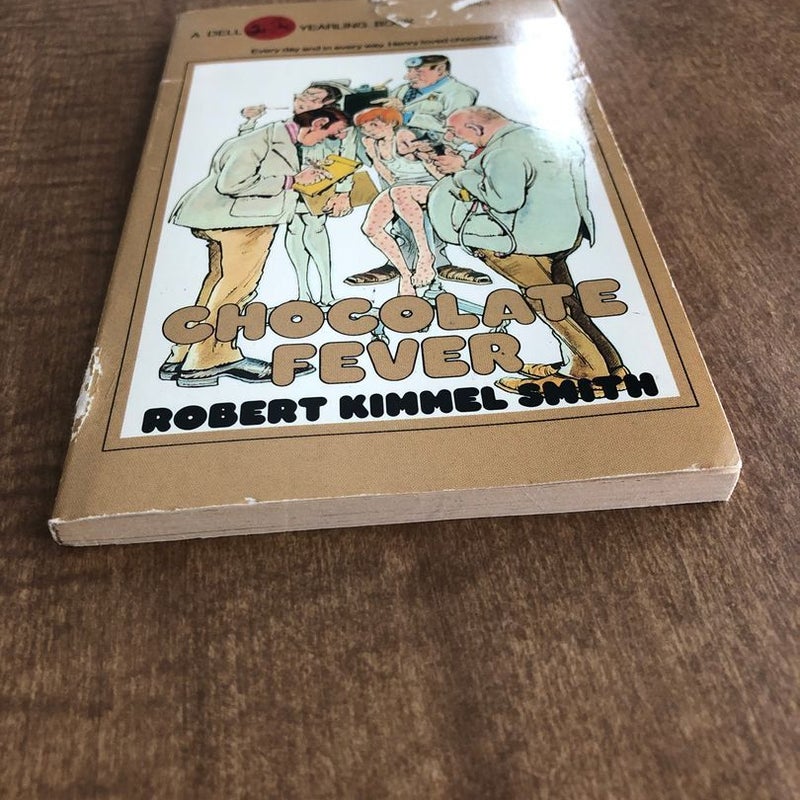 A DELL YEARLING BOOK
Every day and in every way, Henry loved chocolate.
CHOCOLATE
FEVER
ROBERT KIMMEL SMITH